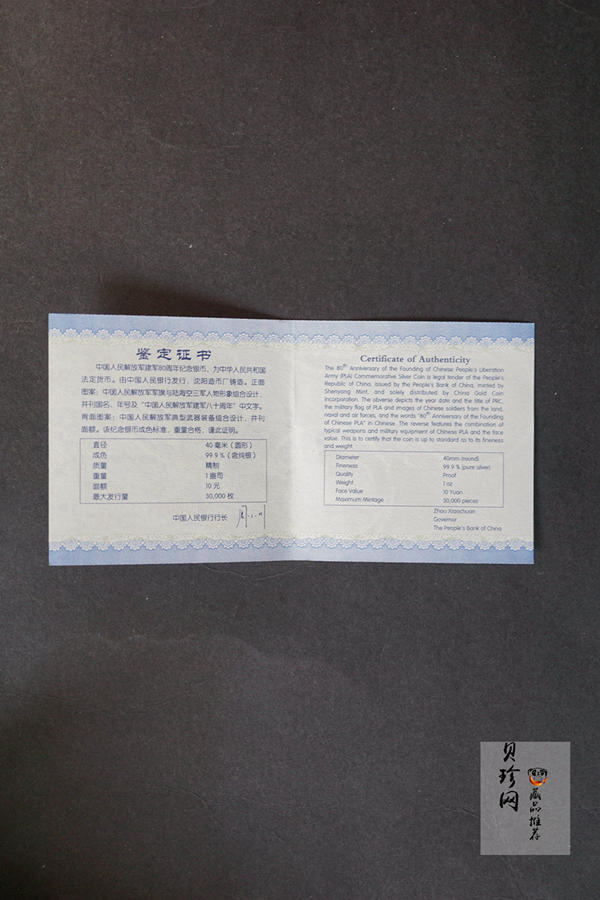 鉴定证书
中国人民解放军建军80周年纪念银币，为中华人民共和国
法定货币。由中国人民银行发行，沈阳造币厂铸造。正面
图案：中国人民解放军军旗与陆海空三军人物形象组合设计，
并刊国名、年号及“中国人民解放军建军八十周年”中文字。
背面图案：中国人民解放军典型武器装备组合设计，并刊
面额。该纪念银币成色标准、重量合格，谨此证明。
直径 40 毫米（圆形）
成色 99.9 %（含纯银）
质量 精制
重量 1盎司
面额 10 元
最大发行量 30,000 枚
中国人民银行行长
Certificate of Authenticity
The 80th Anniversary of the Founding of Chinese People's Liberation
Army (PLA) Commemorative Silver Coin is legal tender of the People's
Republic of China, issued by the People's Bank of China, minted by
Shenyang Mint, and solely distributed by China Gold Coin
Incorporation. The obverse depicts the year date and the title of PRC,
the military flag of PLA and images of Chinese soldiers from the land,
naval and air forces, and the words "80th Anniversary of the Founding
of Chinese PLA" in Chinese. The reverse features the combination of
typical weapons and military equipment of Chinese PLA and the face
value. This is to certify that the coin is up to standard as to its fineness
and weight.
Diameter 40mm (round)
Fineness 99.9 % (pure silver)
Quality Proof
Weight 1 oz
Face Value 10 Yuan
Maximum Mintage 30,000 pieces
Zhou Xiaochuan
Governor
The People's Bank of China
贝珍网
藏品推荐